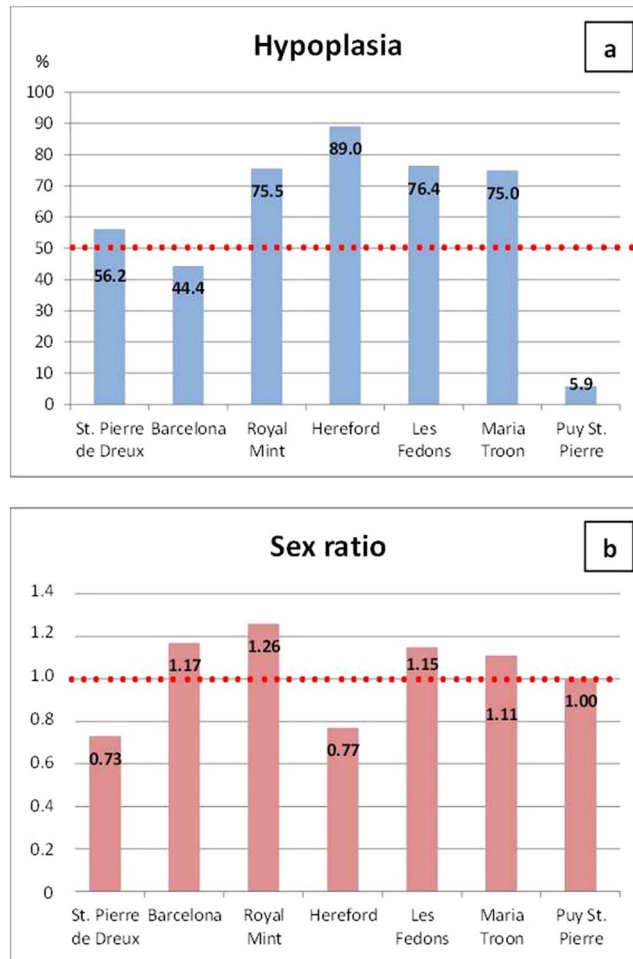 Hypoplasia
a
%
100
90
80
70
60
50
40
30
20
10
0
56.2
44.4
75.5
89.0
76.4
75.0
5.9
St. Pierre de Dreux
Barcelona
Royal Mint
Hereford
Les Fedons
Maria Troon
Puy St. Pierre
Sex ratio
b
1.4
1.2
1.0
0.8
0.6
0.4
0.2
0
0.73
1.17
1.26
0.77
1.15
1.11
1.00
St. Pierre de Dreux
Barcelona
Royal Mint
Hereford
Les Fedons
Maria Troon
Puy St. Pierre